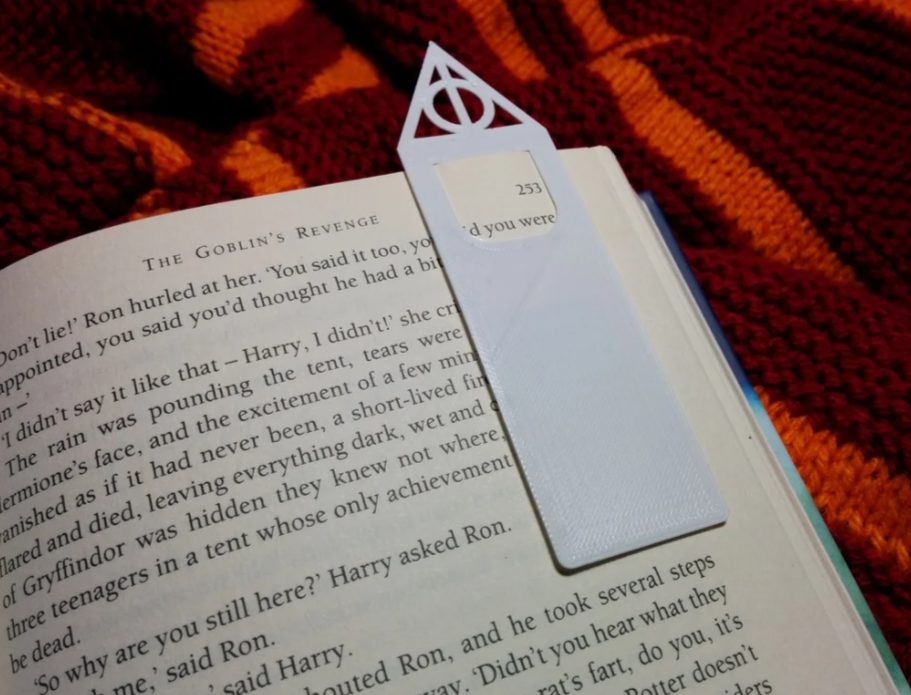 253
THE GOBLIN'S REVENGE
Don't lie!' Ron hurled at her. 'You said it too, yo d you were
appointed, you said you'd thought he had a bit
n –'
'I didn't say it like that – Harry, I didn't!' she cri
The rain was pounding the tent, tears were
ermione's face, and the excitement of a few min
anished as if it had never been, a short-lived fir
flared and died, leaving everything dark, wet and c
of Gryffindor was hidden they knew not where,
three teenagers in a tent whose only achievement
be dead.
'So why are you still here?' Harry asked Ron.
me,' said Ron.
,' said Harry.
houted Ron, and he took several steps
way. 'Didn't you hear what they
rat's fart, do you, it's
Potter doesn't
iders